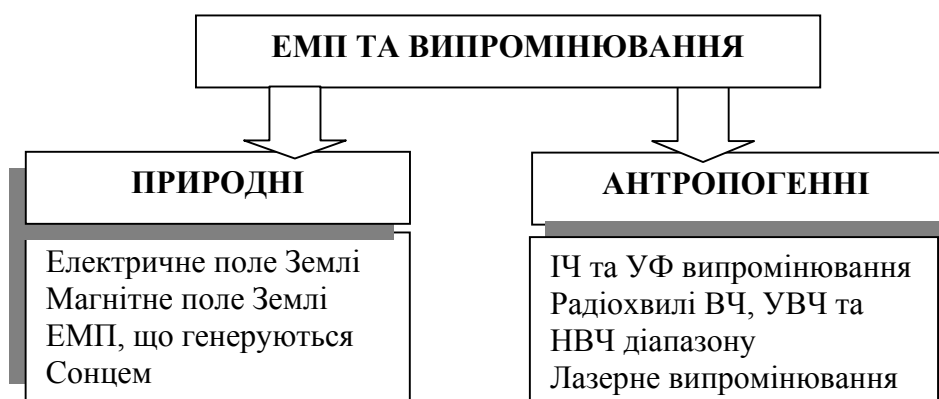 ЕМП ТА ВИПРОМІНЮВАННЯ
ПРИРОДНІ
Електричне поле Землі
Магнітне поле Землі
ЕМП, що генеруються
Сонцем
АНТРОПОГЕННІ
ІЧ та УФ випромінювання
Радіохвилі ВЧ, УВЧ та
НВЧ діапазону
Лазерне випромінювання